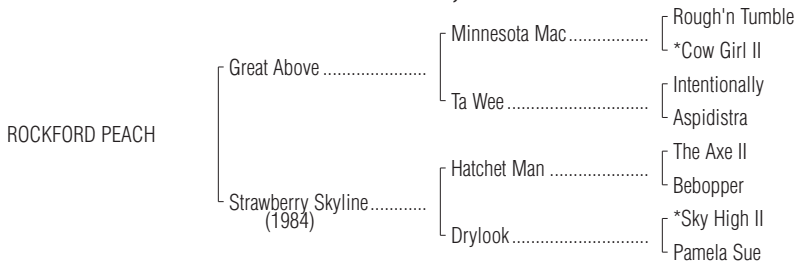 Rough'n Tumble
Minnesota Mac..................
*Cow Girl II
Great Above .......................
Intentionally
Ta Wee................................
Aspidistra
ROCKFORD PEACH
The Axe II
Hatchet Man ......................
Bebopper
Strawberry Skyline............
(1984)
*Sky High II
Drylook...............................
Pamela Sue